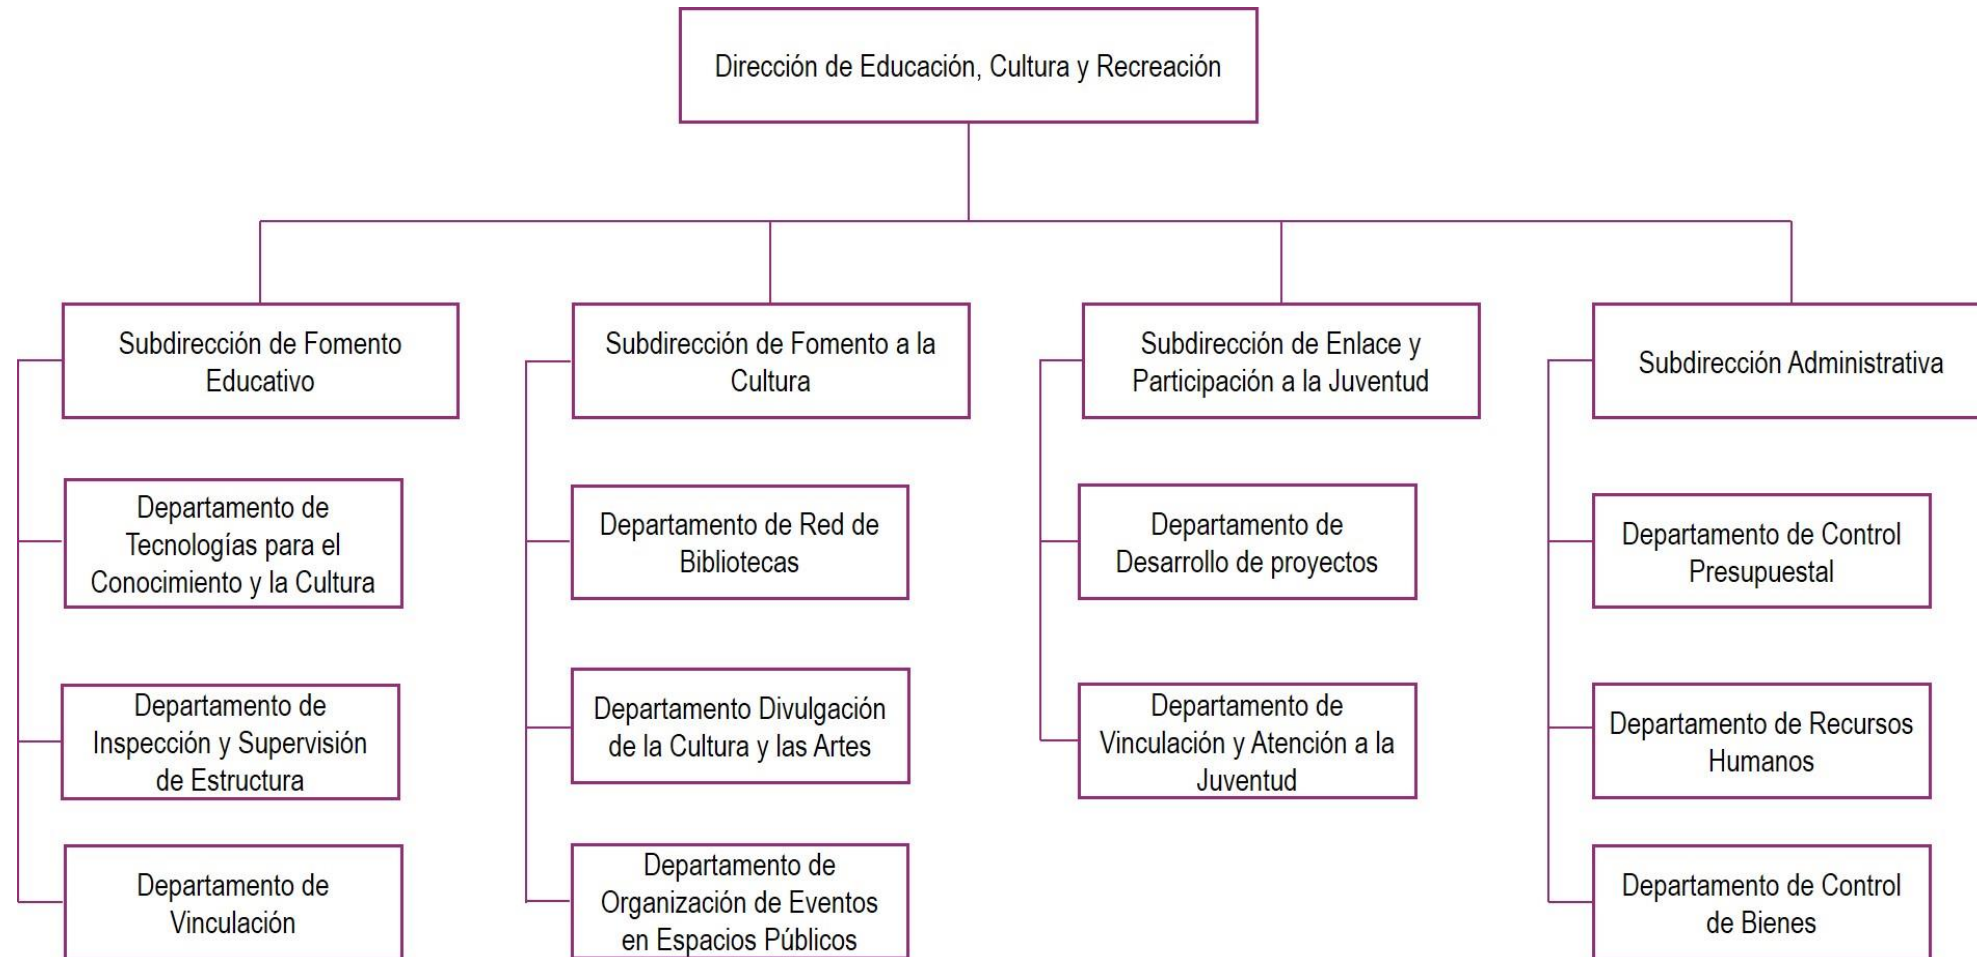 Dirección de Educación, Cultura y Recreación
Subdirección de Fomento
Educativo
Departamento de
Tecnologías para el
Conocimiento y la Cultura
Departamento de
Inspección y Supervisión
de Estructura
Departamento de
Vinculación
Subdirección de Fomento a la
Cultura
Departamento de Red de
Bibliotecas
Departamento Divulgación
de la Cultura y las Artes
Departamento de
Organización de Eventos
en Espacios Públicos
Subdirección de Enlace y
Participación a la Juventud
Departamento de
Desarrollo de proyectos
Departamento de
Vinculación y Atención a la
Juventud
Subdirección Administrativa
Departamento de Control
Presupuestal
Departamento de Recursos
Humanos
Departamento de Control
de Bienes